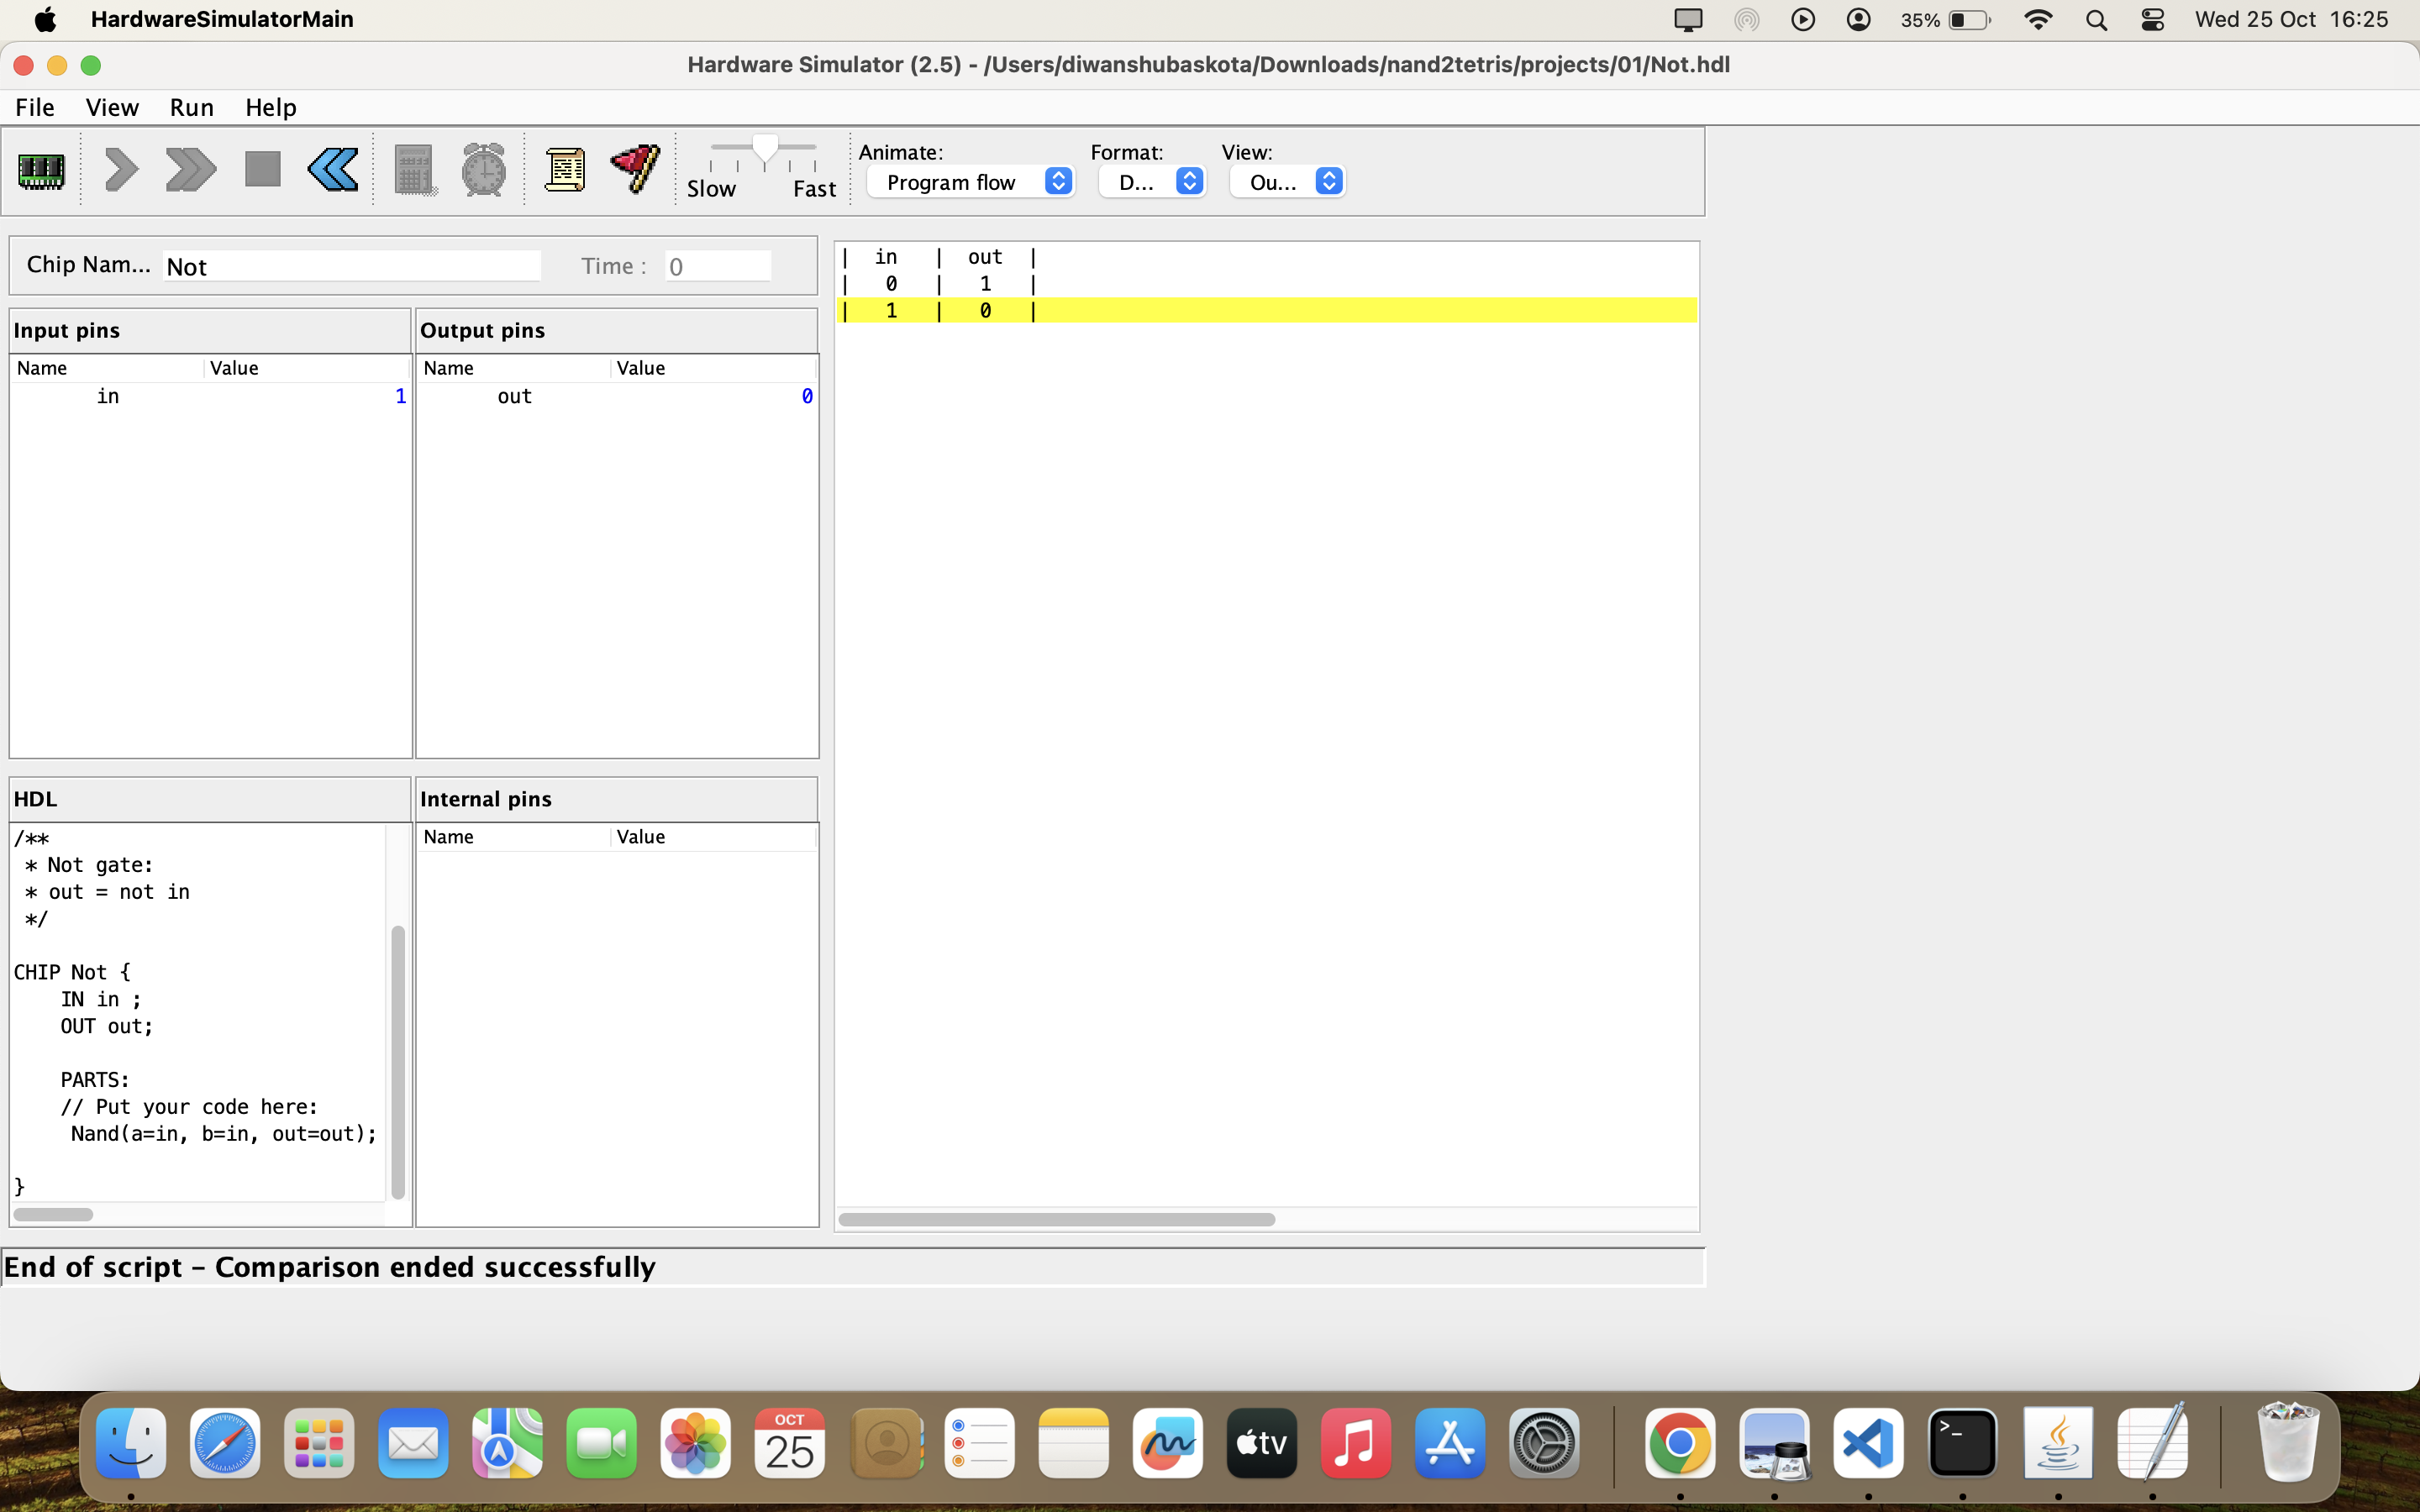 HardwareSimulatorMain
35%
Wed 25 Oct 16:25
Hardware Simulator (2.5) - /Users/diwanshubaskota/Downloads/nand2tetris/projects/01/Not.hdl
File View Run Help
Slow Fast
Animate:
Program flow
Format:
D...
View:
Ou...
Chip Nam... Not Time : 0
Input pins
Name Value
in 1
Output pins
Name Value
out 0
| in | out |
| 0 | 1 |
| 1 | 0 |
HDL
/**
 * Not gate:
 * out = not in
 */
CHIP Not {
    IN in ;
    OUT out;
    PARTS:
    // Put your code here:
     Nand(a=in, b=in, out=out);
}
Internal pins
Name Value
End of script – Comparison ended successfully
OCT
25
tv
>_